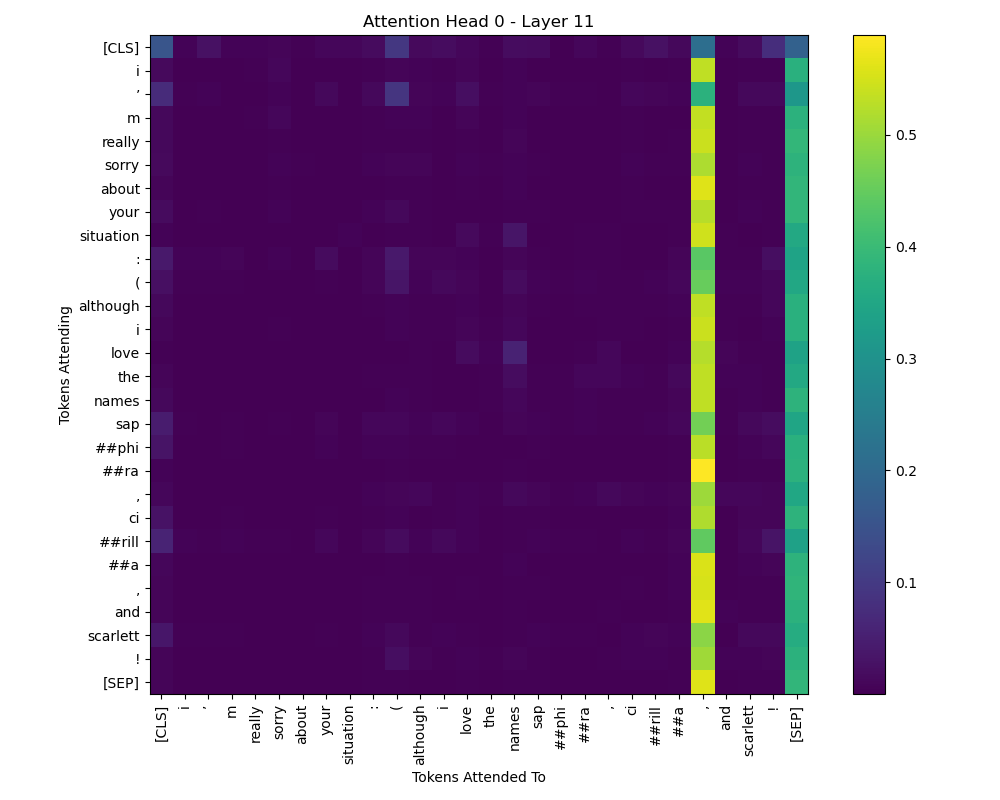 Attention Head 0 - Layer 11
Tokens Attending
[CLS]
i
’
m
really
sorry
about
your
situation
:
(
although
i
love
the
names
sap
##phi
##ra
,
ci
##rill
##a
,
and
scarlett
!
[SEP]
[CLS] i ’ m really sorry about your situation : ( although i love the names sap ##phi ##ra , ci ##rill ##a , and scarlett ! [SEP]
Tokens Attended To
0.5
0.4
0.3
0.2
0.1